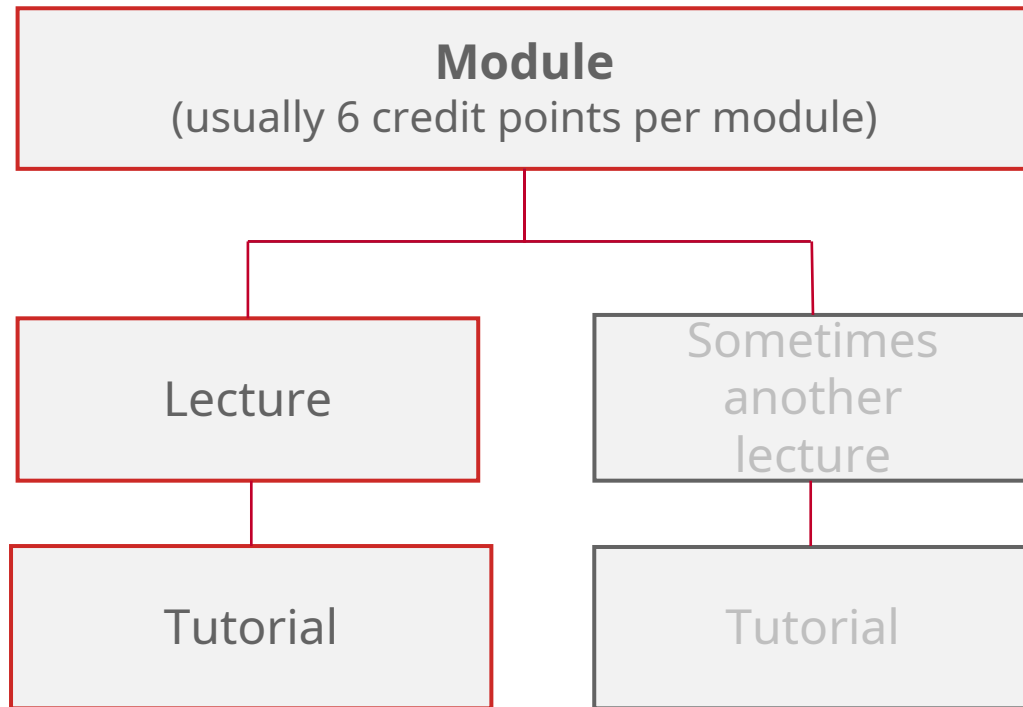 Module
(usually 6 credit points per module)
Lecture
Sometimes
another
lecture
Tutorial
Tutorial